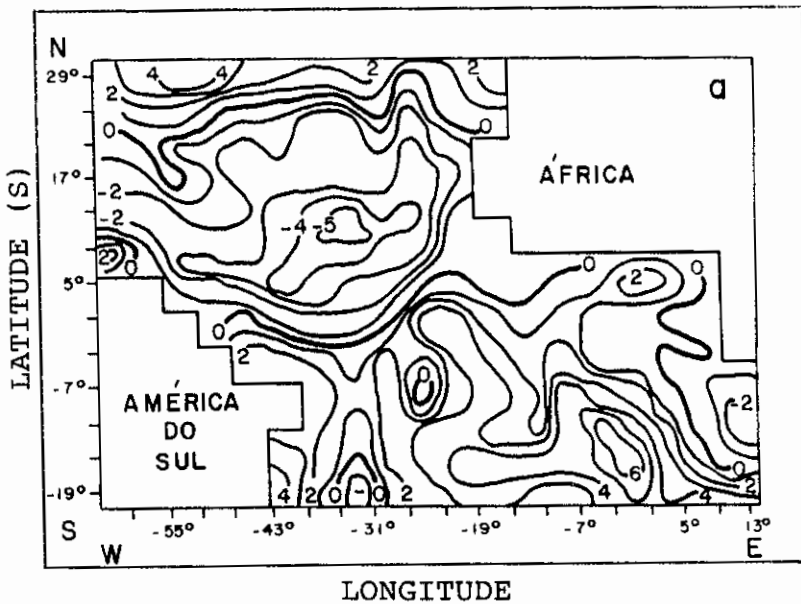 N
29°
4 4 2 2
a
2
0 0
17°
ÁFRICA
-2
-4 -5
-2
2 0
0 2 0
5°
LATITUDE (S)
0
2
-7°
0
-2
AMÉRICA
DO
SUL
6
0
2
4 2 0 - 0 2 4 4
-19°
S
-55° -43° -31° -19° -7° 5° 13°
W E
LONGITUDE